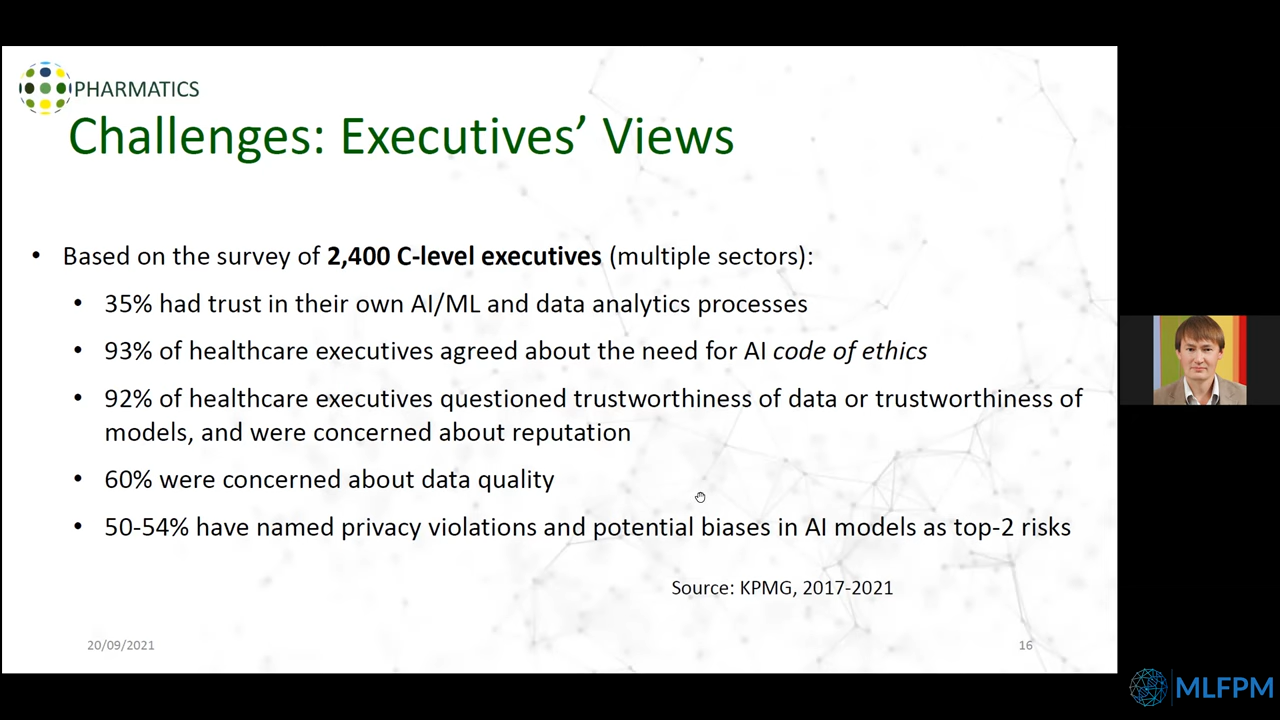 PHARMATICS
Challenges: Executives’ Views
• Based on the survey of 2,400 C-level executives (multiple sectors):
• 35% had trust in their own AI/ML and data analytics processes
• 93% of healthcare executives agreed about the need for AI code of ethics
• 92% of healthcare executives questioned trustworthiness of data or trustworthiness of
models, and were concerned about reputation
• 60% were concerned about data quality
• 50-54% have named privacy violations and potential biases in AI models as top-2 risks
Source: KPMG, 2017-2021
20/09/2021
16
MLFPM